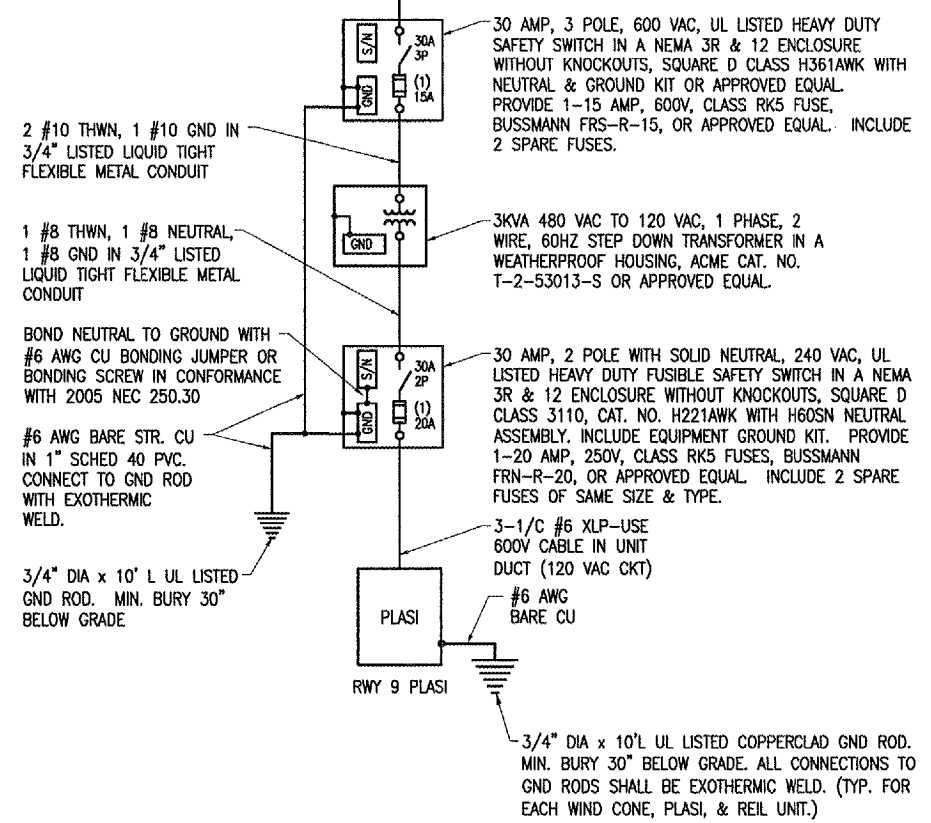 30 AMP, 3 POLE, 600 VAC, UL LISTED HEAVY DUTY
SAFETY SWITCH IN A NEMA 3R & 12 ENCLOSURE
WITHOUT KNOCKOUTS, SQUARE D CLASS H361AWK WITH
NEUTRAL & GROUND KIT OR APPROVED EQUAL.
PROVIDE 1-15 AMP, 600V, CLASS RK5 FUSE,
BUSSMANN FRS-R-15, OR APPROVED EQUAL. INCLUDE
2 SPARE FUSES.
S/N
30A
3P
GND
(1)
15A
2 #10 THWN, 1 #10 GND IN
3/4" LISTED LIQUID TIGHT
FLEXIBLE METAL CONDUIT
GND
3KVA 480 VAC TO 120 VAC, 1 PHASE, 2
WIRE, 60HZ STEP DOWN TRANSFORMER IN A
WEATHERPROOF HOUSING, ACME CAT. NO.
T-2-53013-S OR APPROVED EQUAL.
1 #8 THWN, 1 #8 NEUTRAL,
1 #8 GND IN 3/4" LISTED
LIQUID TIGHT FLEXIBLE METAL
CONDUIT
BOND NEUTRAL TO GROUND WITH
#6 AWG CU BONDING JUMPER OR
BONDING SCREW IN CONFORMANCE
WITH 2005 NEC 250.30
S/N
30A
2P
GND
(1)
20A
30 AMP, 2 POLE WITH SOLID NEUTRAL, 240 VAC, UL
LISTED HEAVY DUTY FUSIBLE SAFETY SWITCH IN A NEMA
3R & 12 ENCLOSURE WITHOUT KNOCKOUTS, SQUARE D
CLASS 3110, CAT. NO. H221AWK WITH H60SN NEUTRAL
ASSEMBLY. INCLUDE EQUIPMENT GROUND KIT. PROVIDE
1-20 AMP, 250V, CLASS RK5 FUSES, BUSSMANN
FRN-R-20, OR APPROVED EQUAL. INCLUDE 2 SPARE
FUSES OF SAME SIZE & TYPE.
#6 AWG BARE STR. CU
IN 1" SCHED 40 PVC.
CONNECT TO GND ROD
WITH EXOTHERMIC
WELD.
3/4" DIA x 10' L UL LISTED
GND ROD. MIN. BURY 30"
BELOW GRADE
3-1/C #6 XLP-USE
600V CABLE IN UNIT
DUCT (120 VAC CKT)
PLASI
#6 AWG
BARE CU
RWY 9 PLASI
3/4" DIA x 10'L UL LISTED COPPERCLAD GND ROD.
MIN. BURY 30" BELOW GRADE. ALL CONNECTIONS TO
GND RODS SHALL BE EXOTHERMIC WELD. (TYP. FOR
EACH WIND CONE, PLASI, & REIL UNIT.)